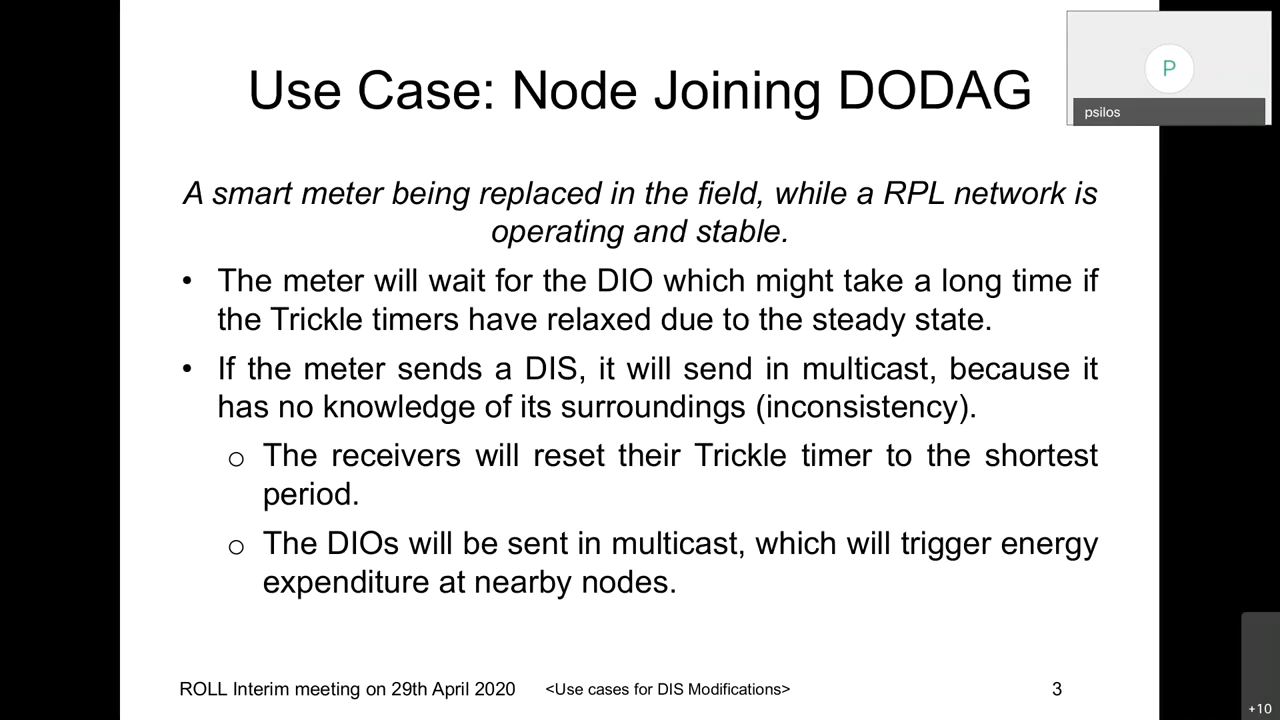 Use Case: Node Joining DODAG
P
psilos
A smart meter being replaced in the field, while a RPL network is
operating and stable.
• The meter will wait for the DIO which might take a long time if
the Trickle timers have relaxed due to the steady state.
• If the meter sends a DIS, it will send in multicast, because it
has no knowledge of its surroundings (inconsistency).
o The receivers will reset their Trickle timer to the shortest
period.
o The DIOs will be sent in multicast, which will trigger energy
expenditure at nearby nodes.
ROLL Interim meeting on 29th April 2020 <Use cases for DIS Modifications> 3
+10